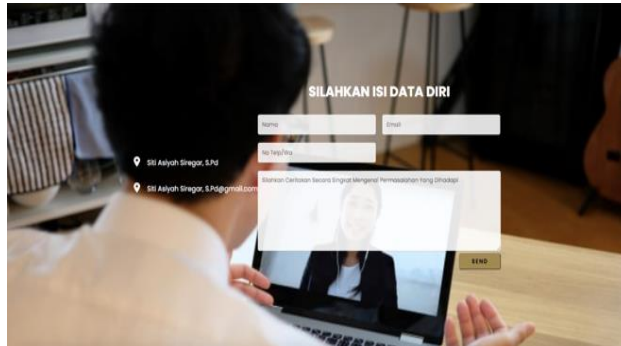 SILAHKAN ISI DATA DIRI
Nama
Email
No Telp/Wa
Siti Asiyah Siregar, S.Pd
Siti Asiyah Siregar, S.Pd@gmail.com
Silahkan Ceritakan Secara Singkat Mengenai Permasalahan Yang Dihadapi
SEND